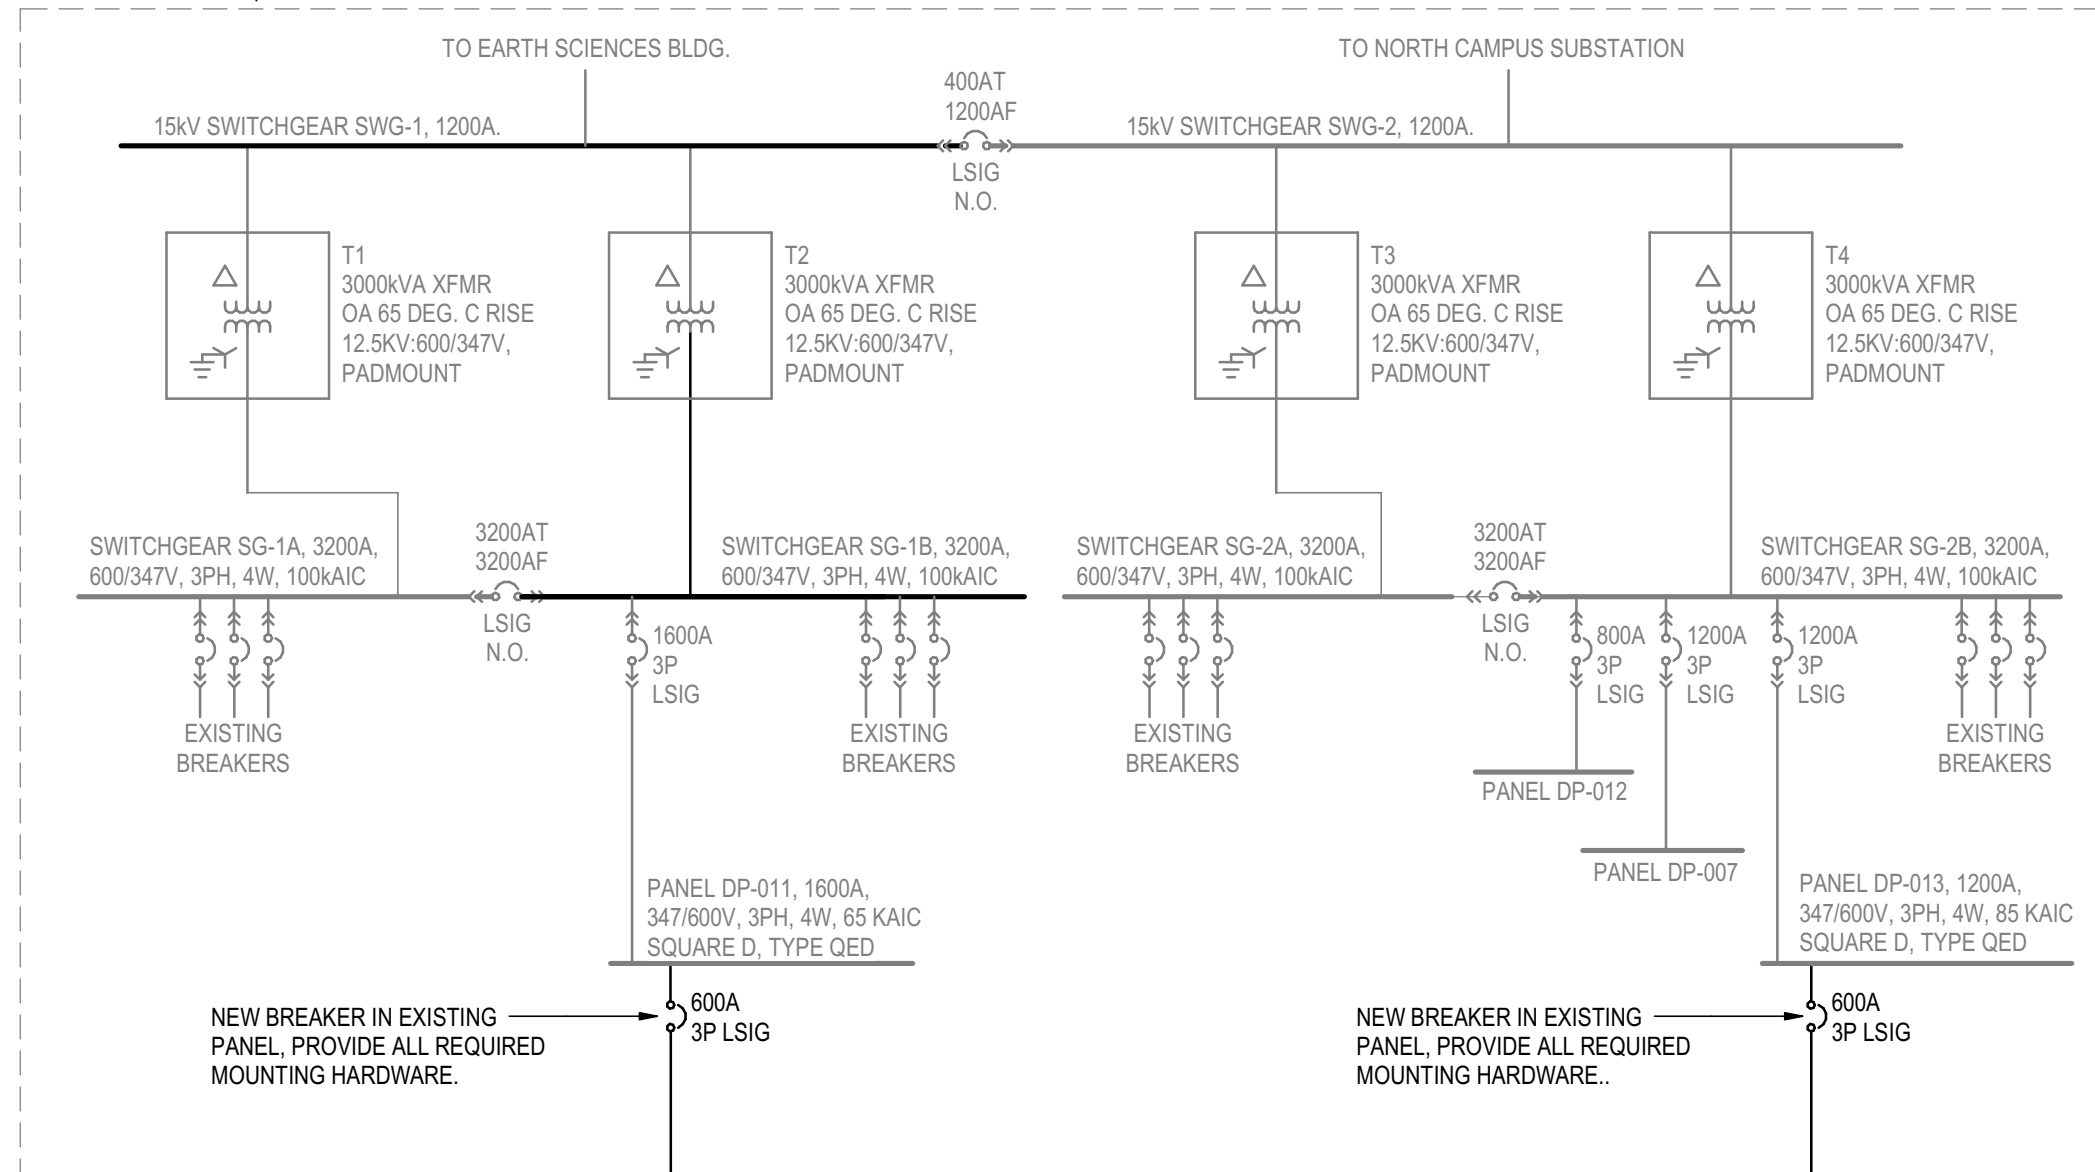 TO EARTH SCIENCES BLDG.
TO NORTH CAMPUS SUBSTATION
400AT
1200AF
15kV SWITCHGEAR SWG-1, 1200A.
15kV SWITCHGEAR SWG-2, 1200A.
LSIG
N.O.
T1
3000kVA XFMR
OA 65 DEG. C RISE
12.5KV:600/347V,
PADMOUNT
T2
3000kVA XFMR
OA 65 DEG. C RISE
12.5KV:600/347V,
PADMOUNT
T3
3000kVA XFMR
OA 65 DEG. C RISE
12.5KV:600/347V,
PADMOUNT
T4
3000kVA XFMR
OA 65 DEG. C RISE
12.5KV:600/347V,
PADMOUNT
SWITCHGEAR SG-1A, 3200A,
600/347V, 3PH, 4W, 100kAIC
3200AT
3200AF
LSIG
N.O.
SWITCHGEAR SG-1B, 3200A,
600/347V, 3PH, 4W, 100kAIC
SWITCHGEAR SG-2A, 3200A,
600/347V, 3PH, 4W, 100kAIC
3200AT
3200AF
LSIG
N.O.
SWITCHGEAR SG-2B, 3200A,
600/347V, 3PH, 4W, 100kAIC
EXISTING
BREAKERS
1600A
3P
LSIG
EXISTING
BREAKERS
EXISTING
BREAKERS
800A
3P
LSIG
1200A
3P
LSIG
1200A
3P
LSIG
EXISTING
BREAKERS
PANEL DP-012
PANEL DP-007
PANEL DP-011, 1600A,
347/600V, 3PH, 4W, 65 KAIC
SQUARE D, TYPE QED
PANEL DP-013, 1200A,
347/600V, 3PH, 4W, 85 KAIC
SQUARE D, TYPE QED
NEW BREAKER IN EXISTING
PANEL, PROVIDE ALL REQUIRED
MOUNTING HARDWARE.
600A
3P LSIG
NEW BREAKER IN EXISTING
PANEL, PROVIDE ALL REQUIRED
MOUNTING HARDWARE..
600A
3P LSIG